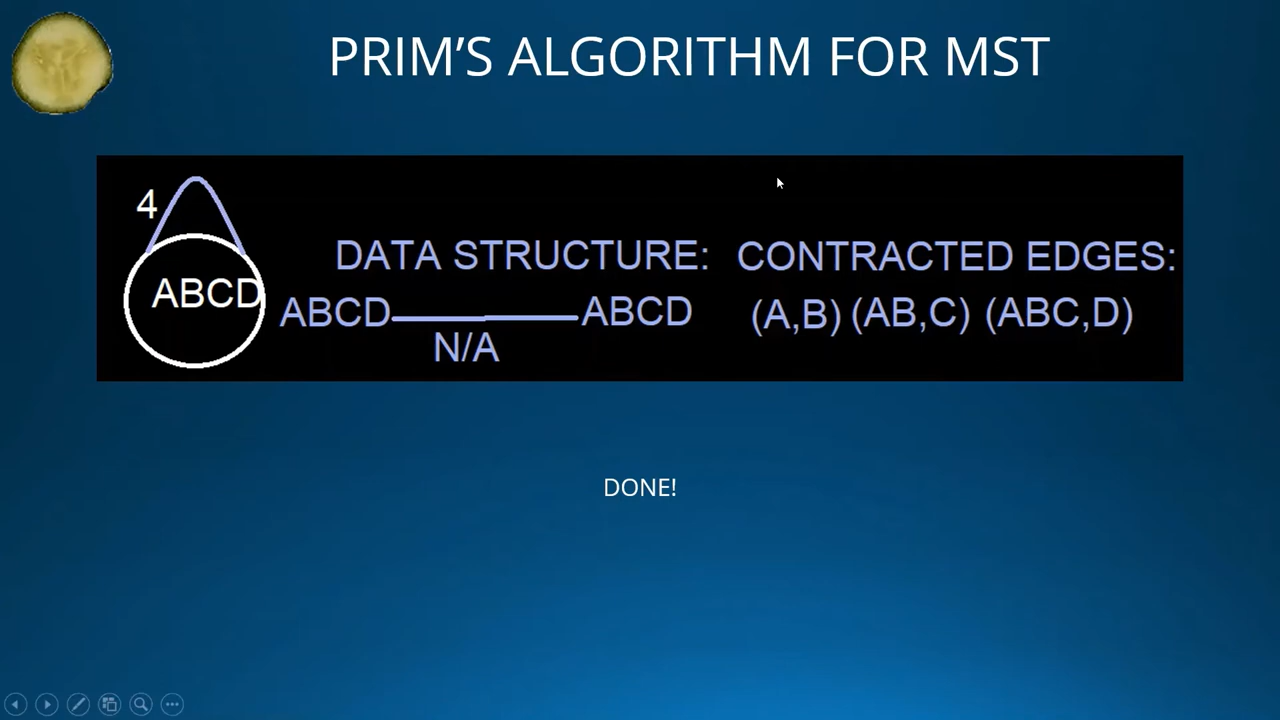 PRIM'S ALGORITHM FOR MST
4
ABCD
DATA STRUCTURE:
ABCD ABCD
N/A
CONTRACTED EDGES:
(A,B) (AB,C) (ABC,D)
DONE!